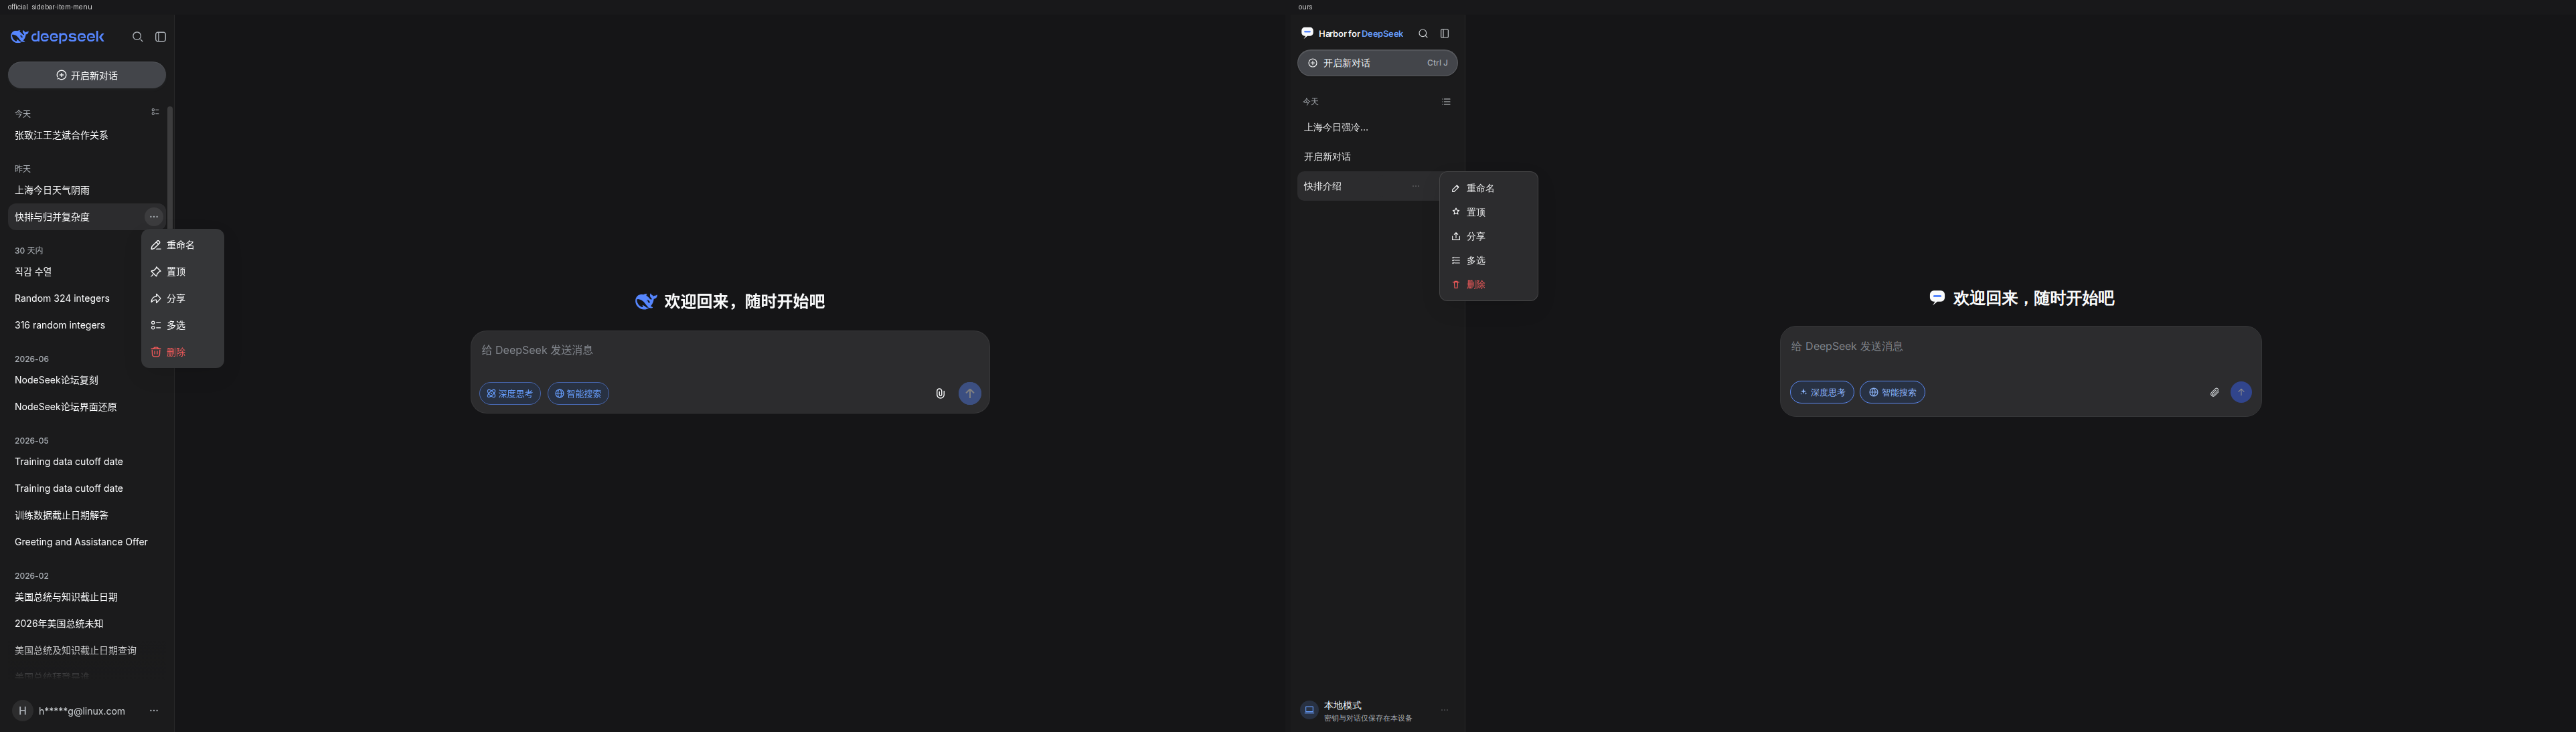 official sidebar-item-menu
deepseek
开启新对话
今天
张致江王芝斌合作关系
昨天
上海今日天气阴雨
快排与归并复杂度
30 天内
직감 수열
Random 324 integers
316 random integers
2026-06
NodeSeek论坛复刻
NodeSeek论坛界面还原
2026-05
Training data cutoff date
Training data cutoff date
训练数据截止日期解答
Greeting and Assistance Offer
2026-02
美国总统与知识截止日期
2026年美国总统未知
美国总统及知识截止日期查询
H h*****g@linux.com
重命名
置顶
分享
多选
删除
欢迎回来，随时开始吧
给 DeepSeek 发送消息
深度思考 智能搜索
ours
Harbor for DeepSeek
开启新对话 Ctrl J
今天
上海今日强冷...
开启新对话
快排介绍
重命名
置顶
分享
多选
删除
本地模式
密钥与对话仅保存在本设备
欢迎回来，随时开始吧
给 DeepSeek 发送消息
深度思考 智能搜索